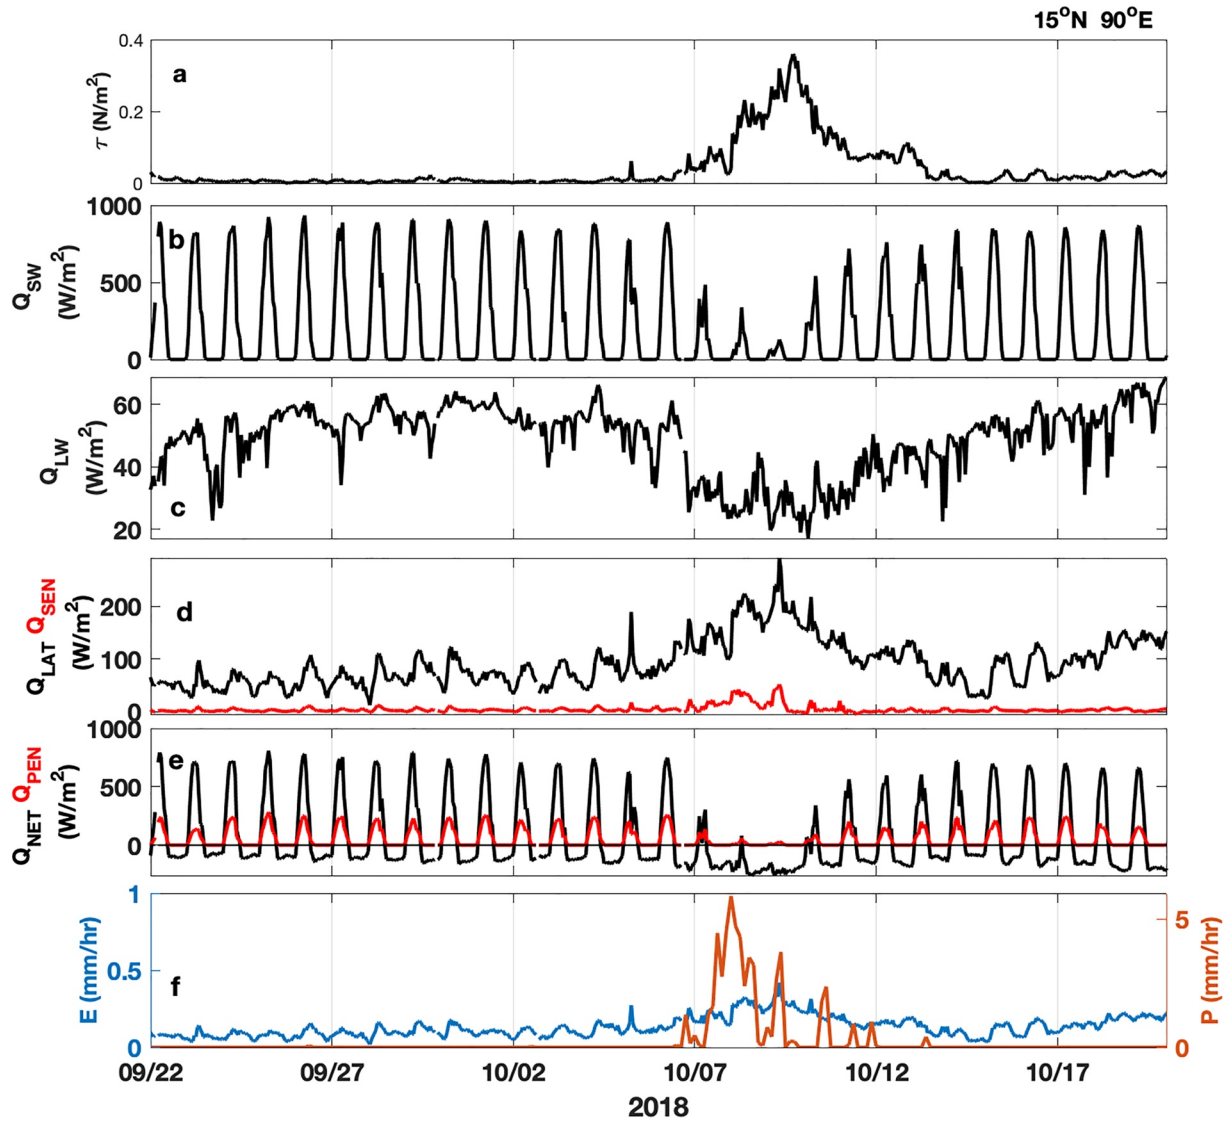 15°N 90°E
a
τ (N/m²)
0.4
0.2
0
b
Q_SW
(W/m²)
1000
500
0
c
Q_LW
(W/m²)
60
40
20
d
Q_LAT Q_SEN
(W/m²)
200
100
0
e
Q_NET Q_PEN
(W/m²)
1000
500
0
f
E (mm/hr)
1
0.5
0
P (mm/hr)
5
0
09/22 09/27 10/02 10/07 10/12 10/17
2018